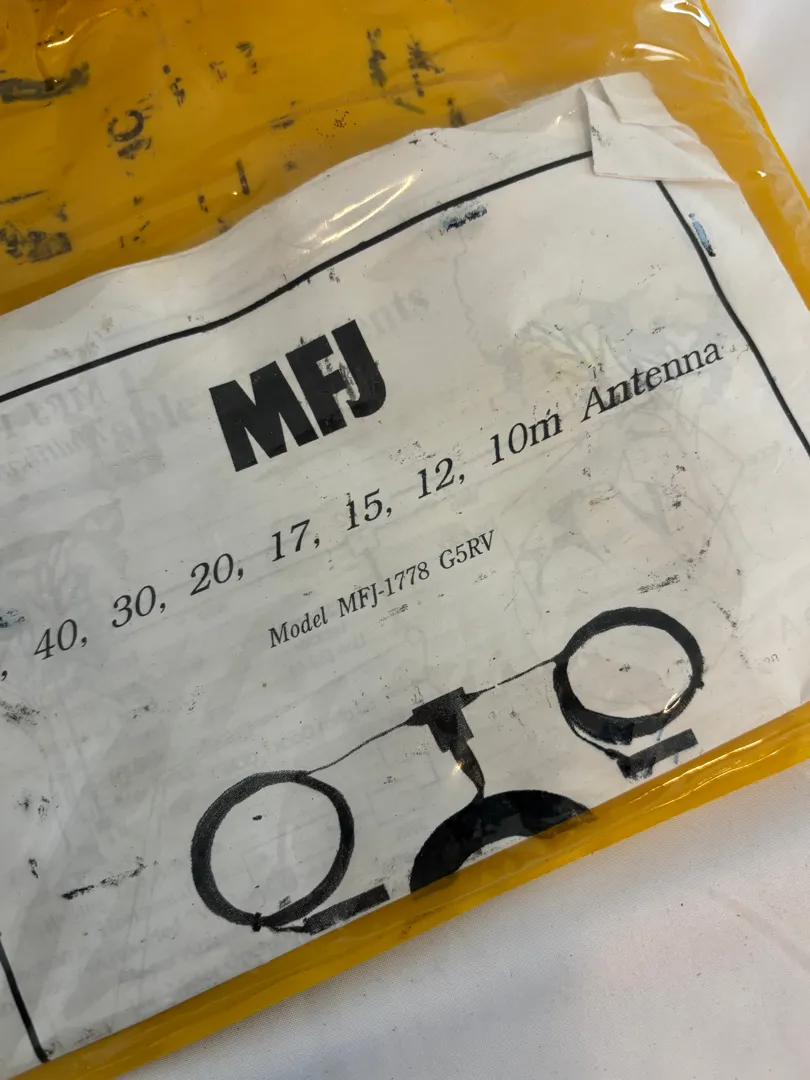 MFJ
, 40, 30, 20, 17, 15, 12, 10m Antenna
Model MFJ-1778 G5RV